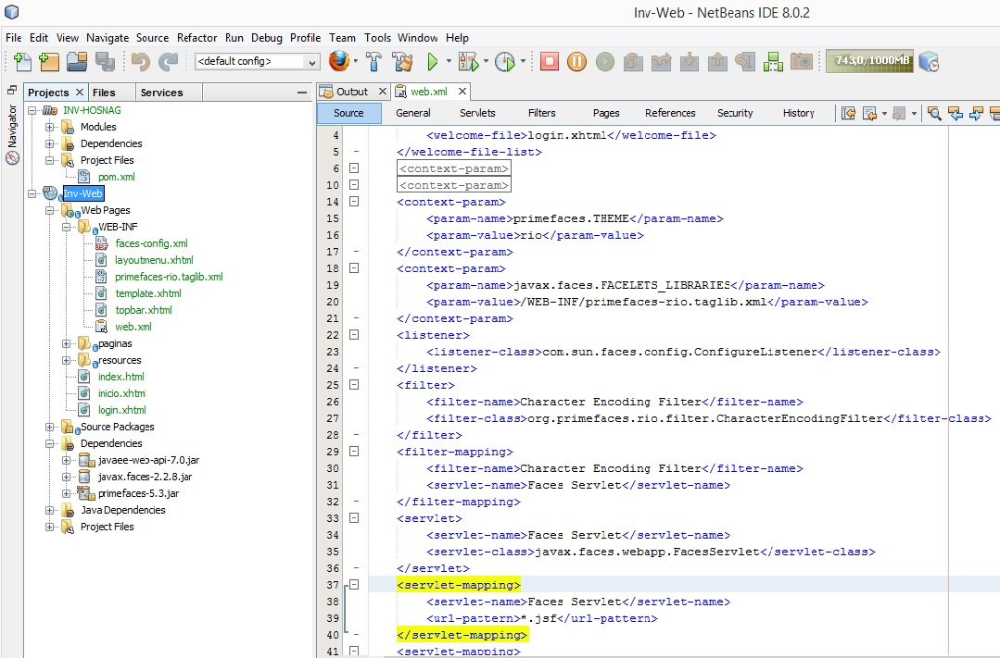 Inv-Web - NetBeans IDE 8.0.2
File Edit View Navigate Source Refactor Run Debug Profile Team Tools Window Help
<default config>
743,0/1000MB
Projects
Files
Services
Navigator
INV-HOSNAG
Modules
Dependencies
Project Files
pom.xml
Inv-Web
Web Pages
WEB-INF
faces-config.xml
layoutmenu.xhtml
primefaces-rio.taglib.xml
template.xhtml
topbar.xhtml
web.xml
paginas
resources
index.html
inicio.xhtml
login.xhtml
Source Packages
Dependencies
javaee-web-api-7.0.jar
javax.faces-2.2.8.jar
primefaces-5.3.jar
Java Dependencies
Project Files
Output
web.xml
Source General Servlets Filters Pages References Security History
4 <welcome-file>login.xhtml</welcome-file>
5 </welcome-file-list>
6 <context-param>
10 <context-param>
14 <context-param>
15 <param-name>primefaces.THEME</param-name>
16 <param-value>rio</param-value>
17 </context-param>
18 <context-param>
19 <param-name>javax.faces.FACELETS_LIBRARIES</param-name>
20 <param-value>/WEB-INF/primefaces-rio.taglib.xml</param-value>
21 </context-param>
22 <listener>
23 <listener-class>com.sun.faces.config.ConfigureListener</listener-class>
24 </listener>
25 <filter>
26 <filter-name>Character Encoding Filter</filter-name>
27 <filter-class>org.primefaces.rio.filter.CharacterEncodingFilter</filter-class>
28 </filter>
29 <filter-mapping>
30 <filter-name>Character Encoding Filter</filter-name>
31 <servlet-name>Faces Servlet</servlet-name>
32 </filter-mapping>
33 <servlet>
34 <servlet-name>Faces Servlet</servlet-name>
35 <servlet-class>javax.faces.webapp.FacesServlet</servlet-class>
36 </servlet>
37 <servlet-mapping>
38 <servlet-name>Faces Servlet</servlet-name>
39 <url-pattern>*.jsf</url-pattern>
40 </servlet-mapping>
41 <servlet-mapping>